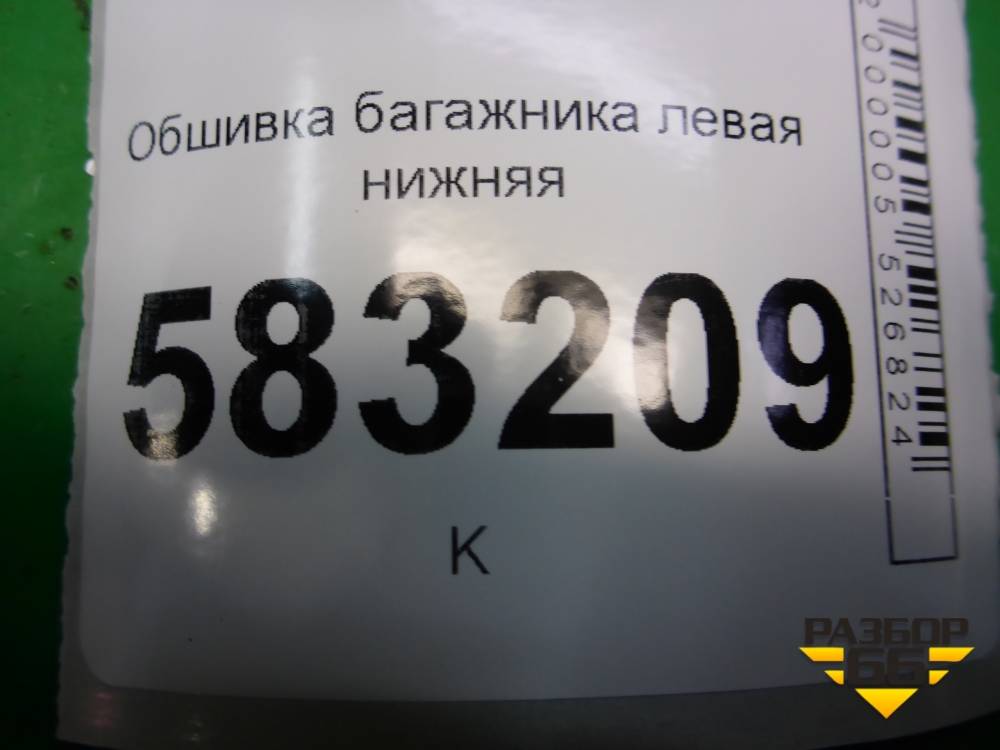 Обшивка багажника левая
нижняя
583209
К
2000005526824
РАЗБОР
66